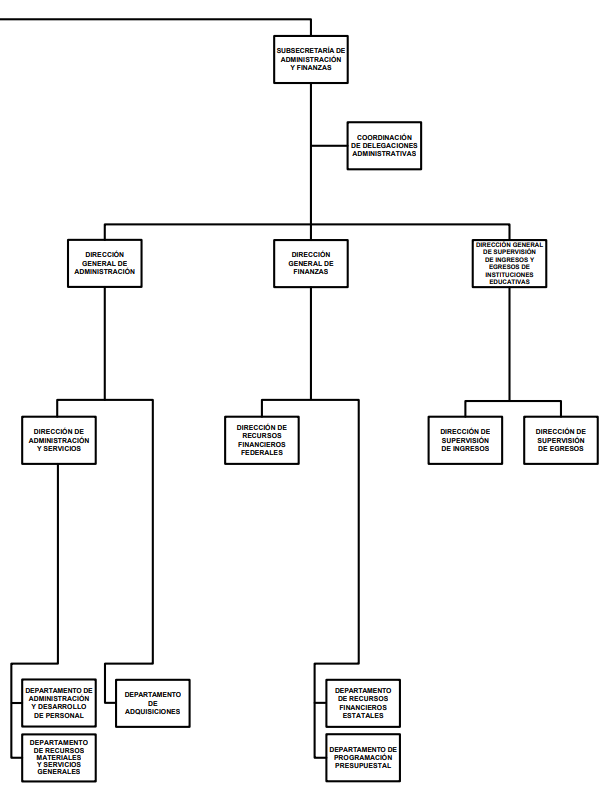 SUBSECRETARÍA DE
ADMINISTRACIÓN
Y FINANZAS
COORDINACIÓN
DE DELEGACIONES
ADMINISTRATIVAS
DIRECCIÓN
GENERAL DE
ADMINISTRACIÓN
DIRECCIÓN
GENERAL DE
FINANZAS
DIRECCIÓN GENERAL
DE SUPERVISIÓN
DE INGRESOS Y
EGRESOS DE
INSTITUCIONES
EDUCATIVAS
DIRECCIÓN DE
ADMINISTRACIÓN
Y SERVICIOS
DIRECCIÓN DE
RECURSOS
FINANCIEROS
FEDERALES
DIRECCIÓN DE
SUPERVISIÓN
DE INGRESOS
DIRECCIÓN DE
SUPERVISIÓN
DE EGRESOS
DEPARTAMENTO DE
ADMINISTRACIÓN
Y DESARROLLO
DE PERSONAL
DEPARTAMENTO
DE
ADQUISICIONES
DEPARTAMENTO
DE RECURSOS
FINANCIEROS
ESTATALES
DEPARTAMENTO
DE RECURSOS
MATERIALES
Y SERVICIOS
GENERALES
DEPARTAMENTO DE
PROGRAMACIÓN
PRESUPUESTAL